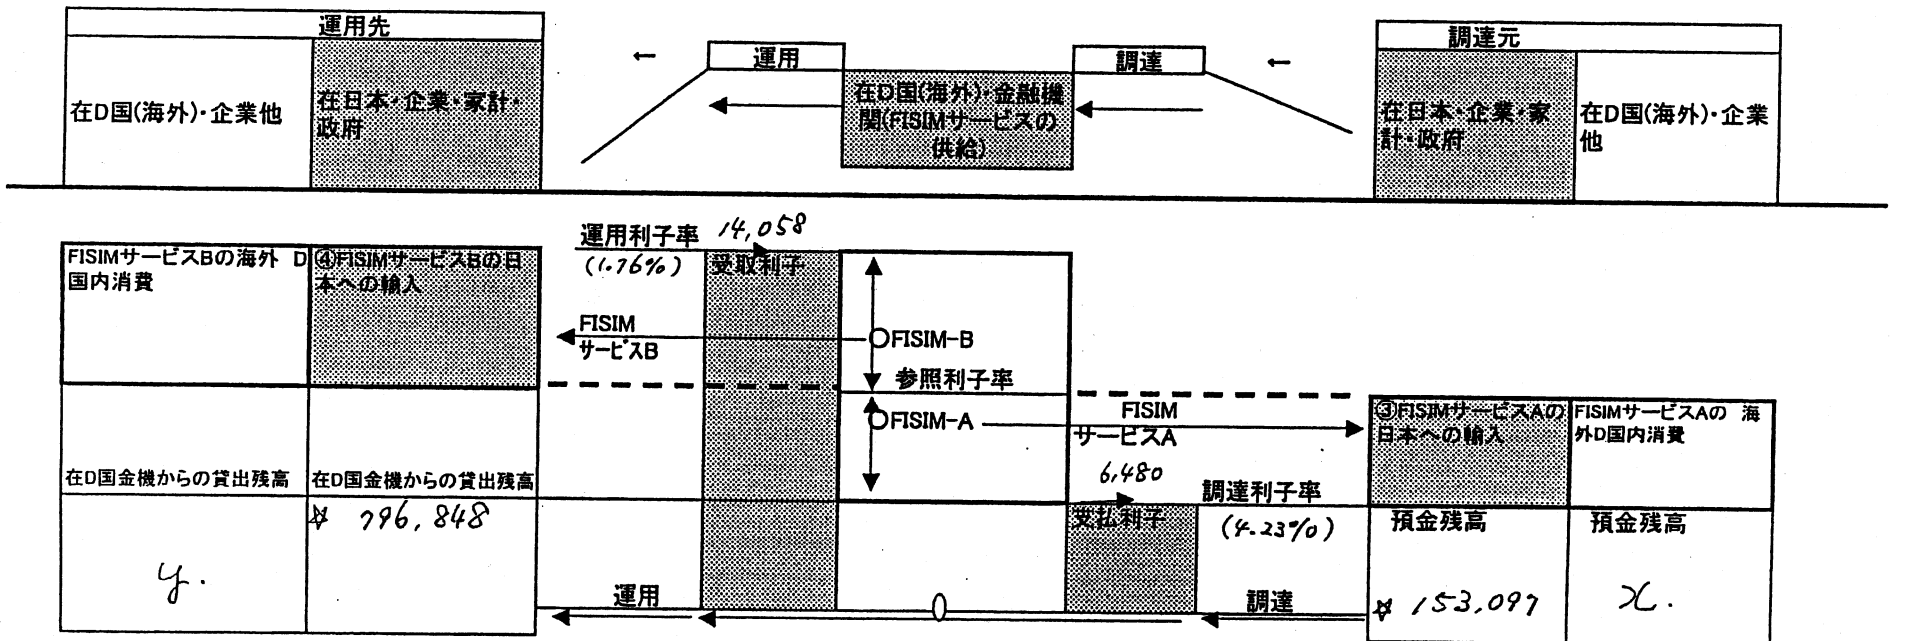 運用先
在D国(海外)・企業他
在日本・企業・家計・
政府
←
運用
調達
←
在D国(海外)・金融機
関(FISIMサービスの
供給)
調達元
在日本・企業・家
計・政府
在D国(海外)・企業
他
FISIMサービスBの海外 D
国内消費
④FISIMサービスBの日
本への輸入
運用利子率
14,058
(1.76%)
受取利子
FISIM
サービスB
FISIM-B
参照利子率
FISIM-A
FISIM
サービスA
6,480
調達利子率
(4.23%)
支払利子
③FISIMサービスAの
日本への輸入
FISIMサービスAの 海
外D国内消費
在D国金機からの貸出残高
在D国金機からの貸出残高
☆ 796,848
y.
預金残高
預金残高
運用
調達
☆ 153,097
x.